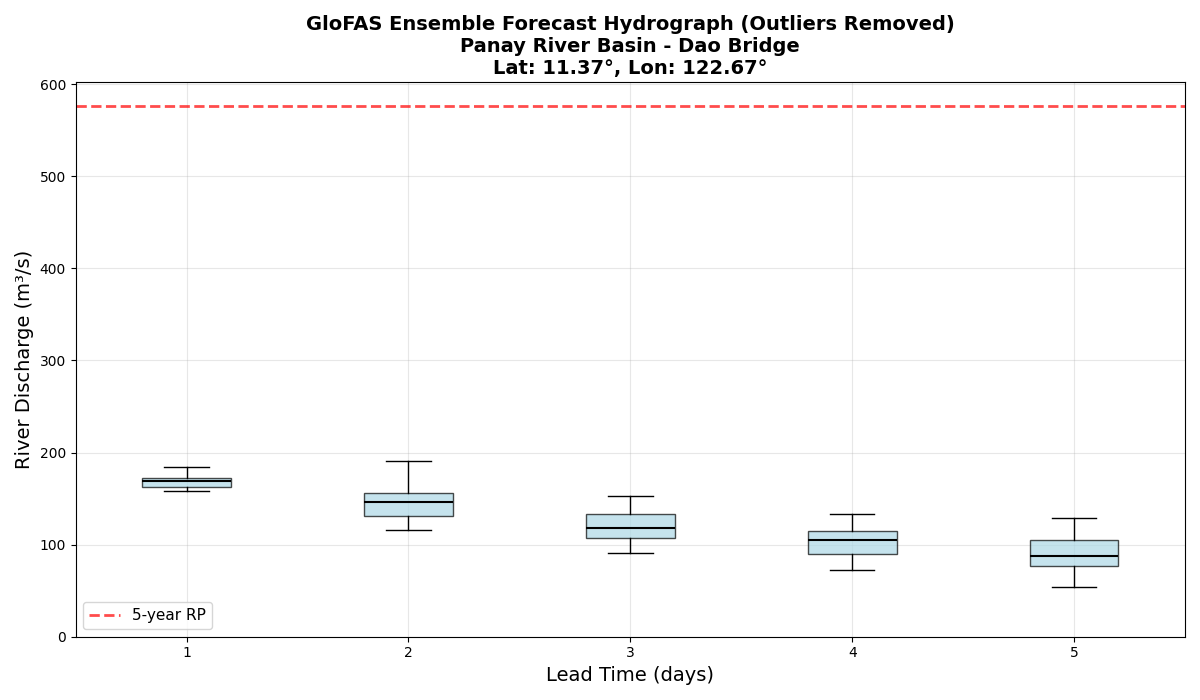 GloFAS Ensemble Forecast Hydrograph (Outliers Removed)
Panay River Basin - Dao Bridge
Lat: 11.37°, Lon: 122.67°
River Discharge (m³/s)
600
500
400
300
200
100
0
5-year RP
1 2 3 4 5
Lead Time (days)